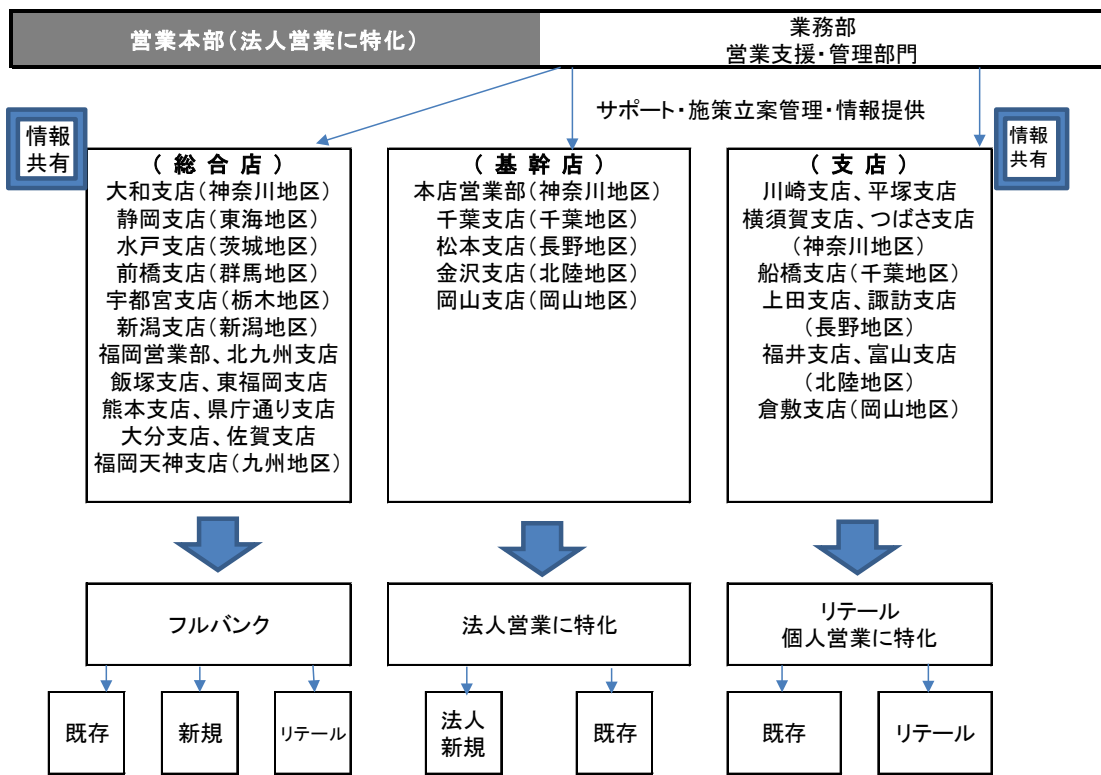 営業本部(法人営業に特化)
業務部
営業支援・管理部門
サポート・施策立案管理・情報提供
情報
共有
情報
共有
(総合店)
大和支店(神奈川地区)
静岡支店(東海地区)
水戸支店(茨城地区)
前橋支店(群馬地区)
宇都宮支店(栃木地区)
新潟支店(新潟地区)
福岡営業部、北九州支店
飯塚支店、東福岡支店
熊本支店、県庁通り支店
大分支店、佐賀支店
福岡天神支店(九州地区)
(基幹店)
本店営業部(神奈川地区)
千葉支店(千葉地区)
松本支店(長野地区)
金沢支店(北陸地区)
岡山支店(岡山地区)
(支店)
川崎支店、平塚支店
横須賀支店、つばさ支店
(神奈川地区)
船橋支店(千葉地区)
上田支店、諏訪支店
(長野地区)
福井支店、富山支店
(北陸地区)
倉敷支店(岡山地区)
フルバンク
法人営業に特化
リテール
個人営業に特化
既存
新規
リテール
法人
新規
既存
既存
リテール